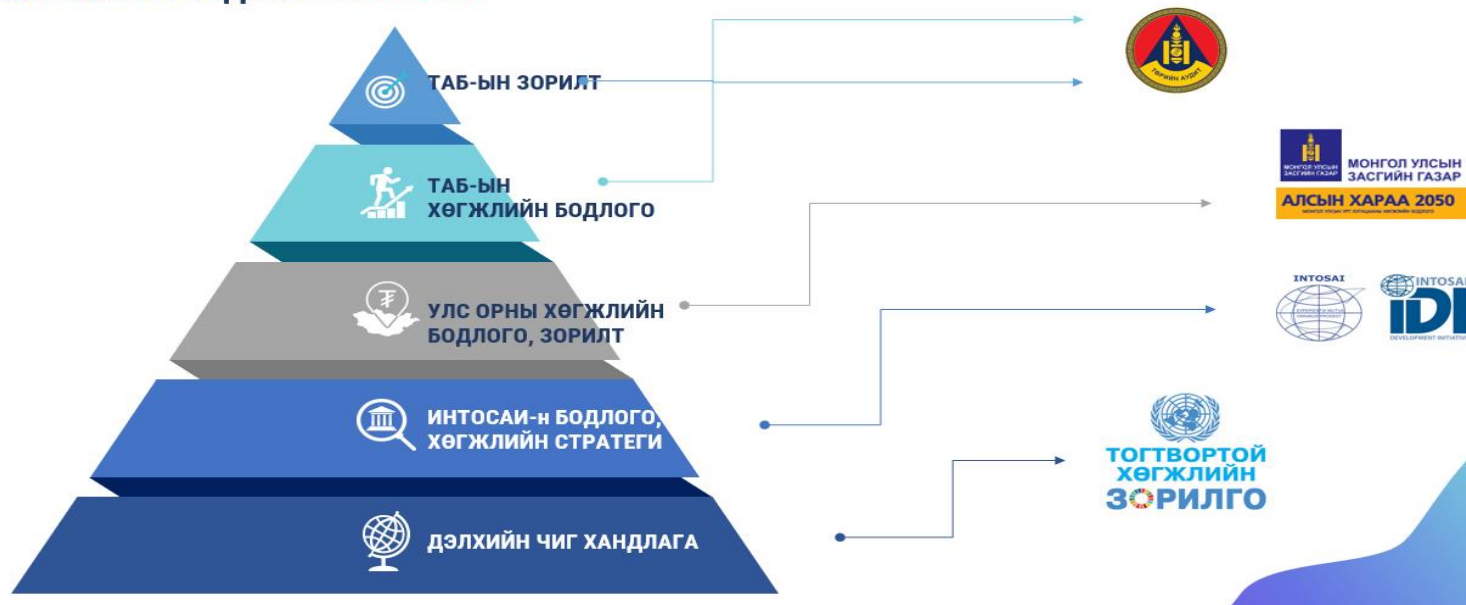 ТАБ-ЫН ЗОРИЛТ
ТАБ-ЫН
ХӨГЖЛИЙН БОДЛОГО
УЛС ОРНЫ ХӨГЖЛИЙН
БОДЛОГО, ЗОРИЛТ
ИНТОСАИ-н БОДЛОГО,
ХӨГЖЛИЙН СТРАТЕГИ
ДЭЛХИЙН ЧИГ ХАНДЛАГА
ТӨРИЙН АУДИТ
МОНГОЛ УЛСЫН
ЗАСГИЙН ГАЗАР
МОНГОЛ УЛСЫН
ЗАСГИЙН ГАЗАР
АЛСЫН ХАРАА 2050
INTOSAI
INTOSAI
IDI
DEVELOPMENT INITIATIVE
ТОГТВОРТОЙ
ХӨГЖЛИЙН
ЗОРИЛГО